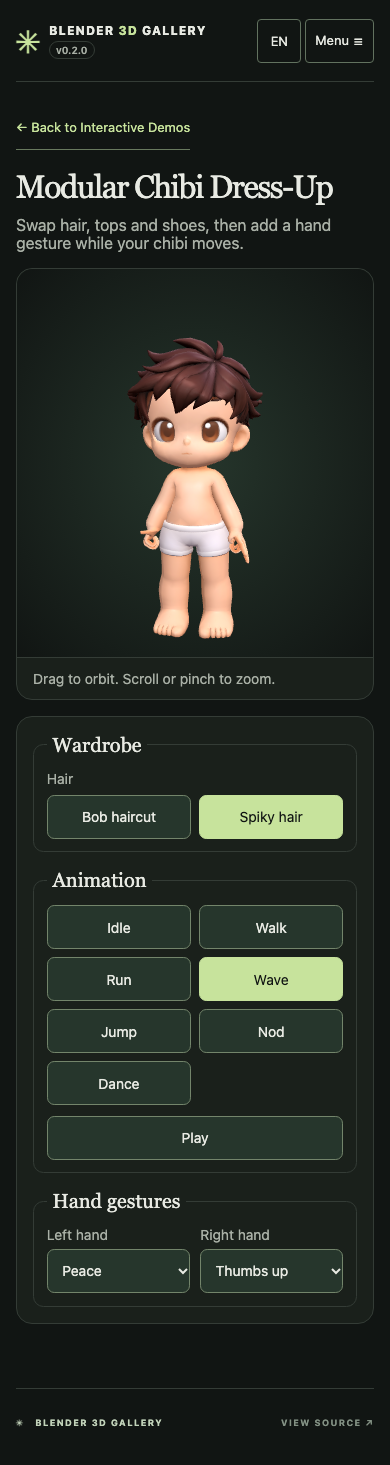 BLENDER 3D GALLERY
v0.2.0
EN
Menu ≡
← Back to Interactive Demos
Modular Chibi Dress-Up
Swap hair, tops and shoes, then add a hand
gesture while your chibi moves.
Drag to orbit. Scroll or pinch to zoom.
Wardrobe
Hair
Bob haircut
Spiky hair
Animation
Idle
Walk
Run
Wave
Jump
Nod
Dance
Play
Hand gestures
Left hand
Right hand
Peace
Thumbs up
BLENDER 3D GALLERY
VIEW SOURCE ↗